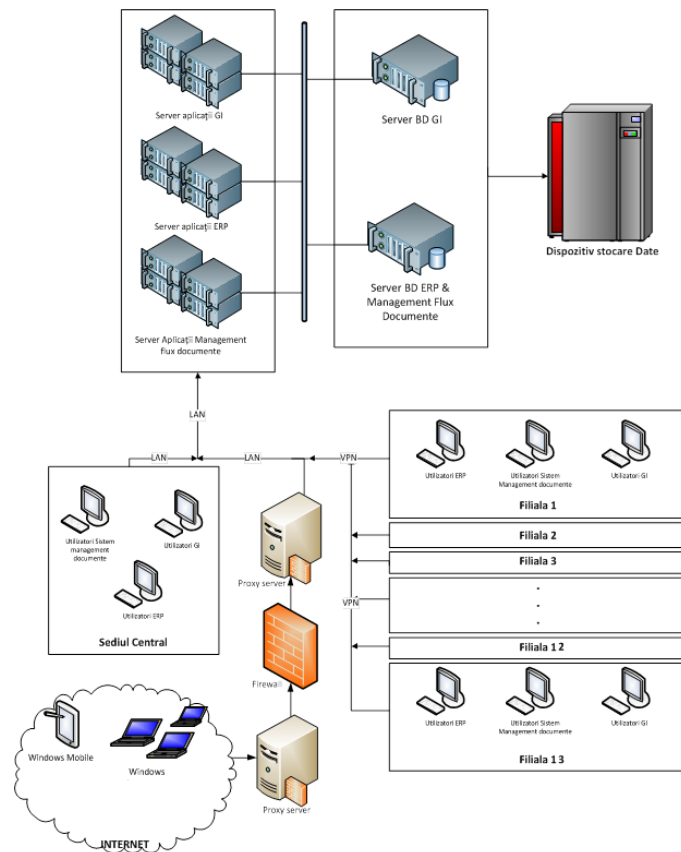 Server aplicații GI
Server BD GI
Server aplicații ERP
Dispozitiv stocare Date
Server BD ERP &
Management Flux
Documente
Server Aplicații Management
flux documente
LAN
LAN
LAN
VPN
Utilizatori ERP
Utilizatori Sistem
Management documente
Utilizatori GI
Filiala 1
Filiala 2
Filiala 3
.
.
.
VPN
Filiala 12
Utilizatori ERP
Utilizatori Sistem
Management documente
Utilizatori GI
Filiala 13
Utilizatori Sistem
management
documente
Utilizatori GI
Utilizatori ERP
Sediul Central
Proxy server
Firewall
Proxy server
Windows Mobile
Windows
INTERNET